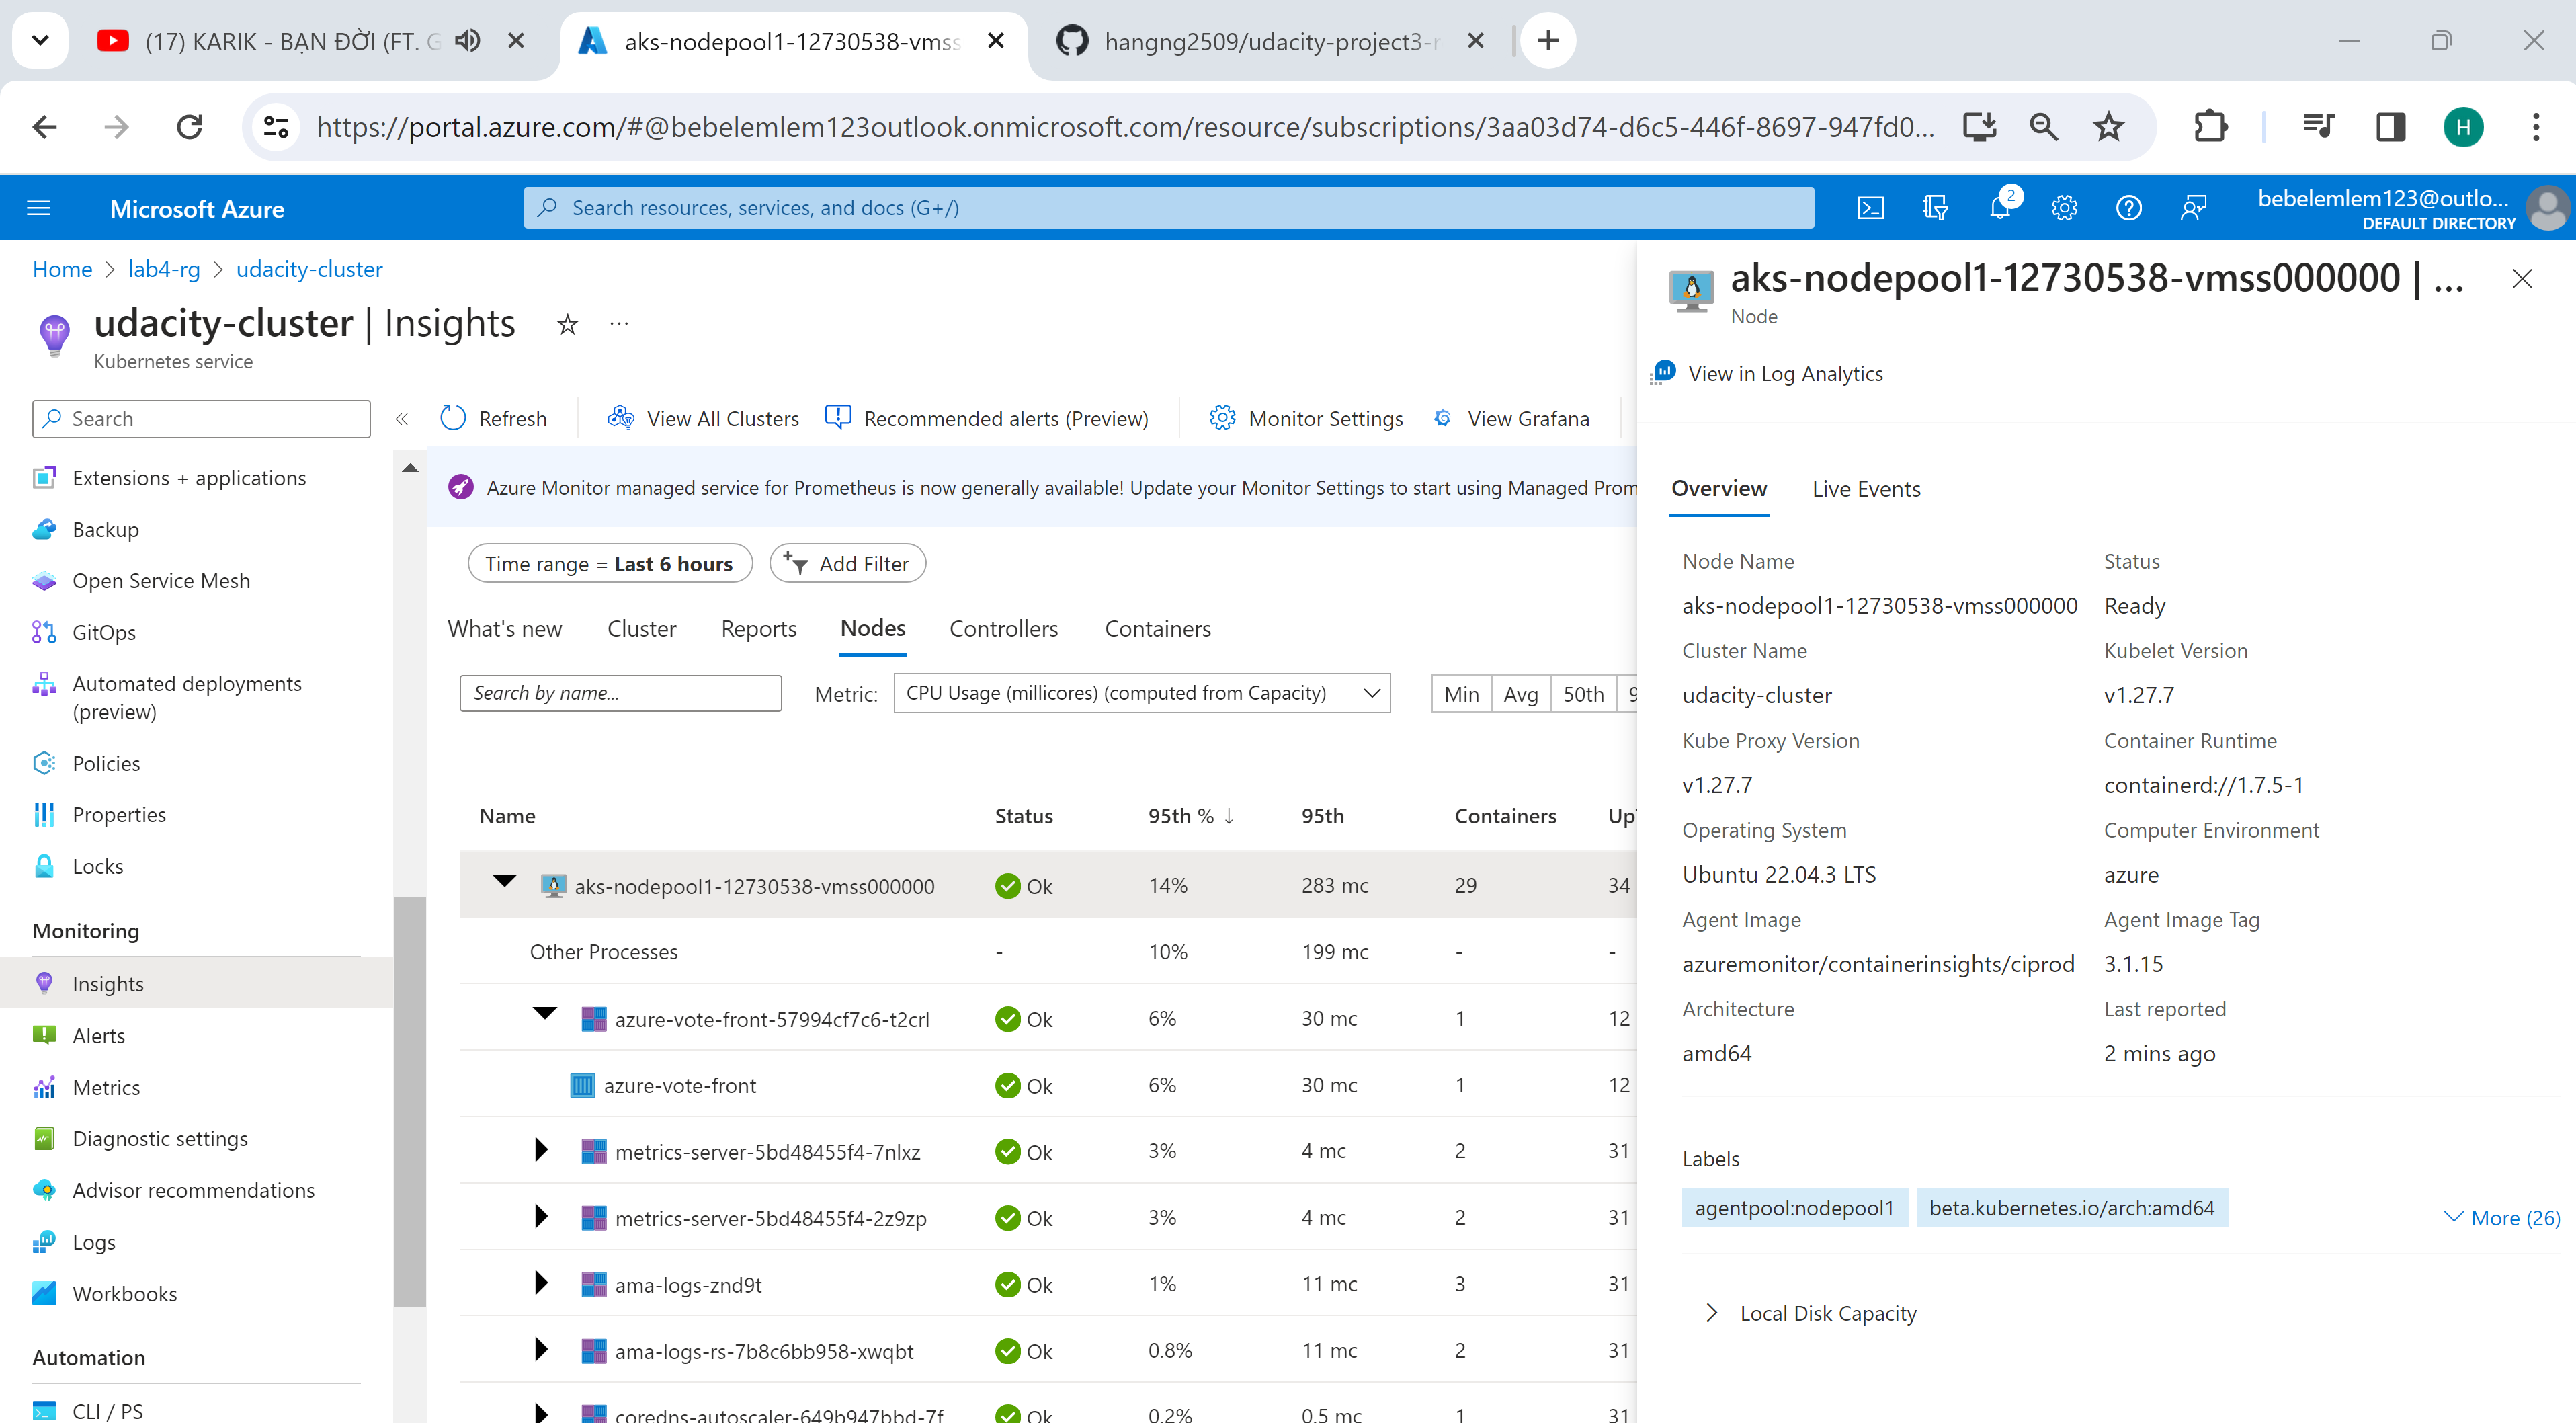 (17) KARIK - BẠN ĐỜI (FT. G
aks-nodepool1-12730538-vmss
hangng2509/udacity-project3-
https://portal.azure.com/#@bebelemlem123outlook.onmicrosoft.com/resource/subscriptions/3aa03d74-d6c5-446f-8697-947fd0...
H
Microsoft Azure
Search resources, services, and docs (G+/)
2
bebelemlem123@outlo...
DEFAULT DIRECTORY
Home > lab4-rg > udacity-cluster
udacity-cluster | Insights
Kubernetes service
Search
Extensions + applications
Backup
Open Service Mesh
GitOps
Automated deployments
(preview)
Policies
Properties
Locks
Monitoring
Insights
Alerts
Metrics
Diagnostic settings
Advisor recommendations
Logs
Workbooks
Automation
CLI / PS
Refresh
View All Clusters
Recommended alerts (Preview)
Monitor Settings
View Grafana
Azure Monitor managed service for Prometheus is now generally available! Update your Monitor Settings to start using Managed Prom
Time range = Last 6 hours
Add Filter
What's new Cluster Reports Nodes Controllers Containers
Search by name...
Metric: CPU Usage (millicores) (computed from Capacity)
Min Avg 50th 9
Name Status 95th % ↓ 95th Containers Up
aks-nodepool1-12730538-vmss000000 Ok 14% 283 mc 29 34
Other Processes - 10% 199 mc - -
azure-vote-front-57994cf7c6-t2crl Ok 6% 30 mc 1 12
azure-vote-front Ok 6% 30 mc 1 12
metrics-server-5bd48455f4-7nlxz Ok 3% 4 mc 2 31
metrics-server-5bd48455f4-2z9zp Ok 3% 4 mc 2 31
ama-logs-znd9t Ok 1% 11 mc 3 31
ama-logs-rs-7b8c6bb958-xwqbt Ok 0.8% 11 mc 2 31
coredns-autoscaler-649b947bbd-7f Ok 0.2% 0.5 mc 1 31
aks-nodepool1-12730538-vmss000000 | ...
Node
View in Log Analytics
Overview Live Events
Node Name
aks-nodepool1-12730538-vmss000000
Status
Ready
Cluster Name
udacity-cluster
Kubelet Version
v1.27.7
Kube Proxy Version
v1.27.7
Container Runtime
containerd://1.7.5-1
Operating System
Ubuntu 22.04.3 LTS
Computer Environment
azure
Agent Image
azuremonitor/containerinsights/ciprod
Agent Image Tag
3.1.15
Architecture
amd64
Last reported
2 mins ago
Labels
agentpool:nodepool1
beta.kubernetes.io/arch:amd64
More (26)
Local Disk Capacity